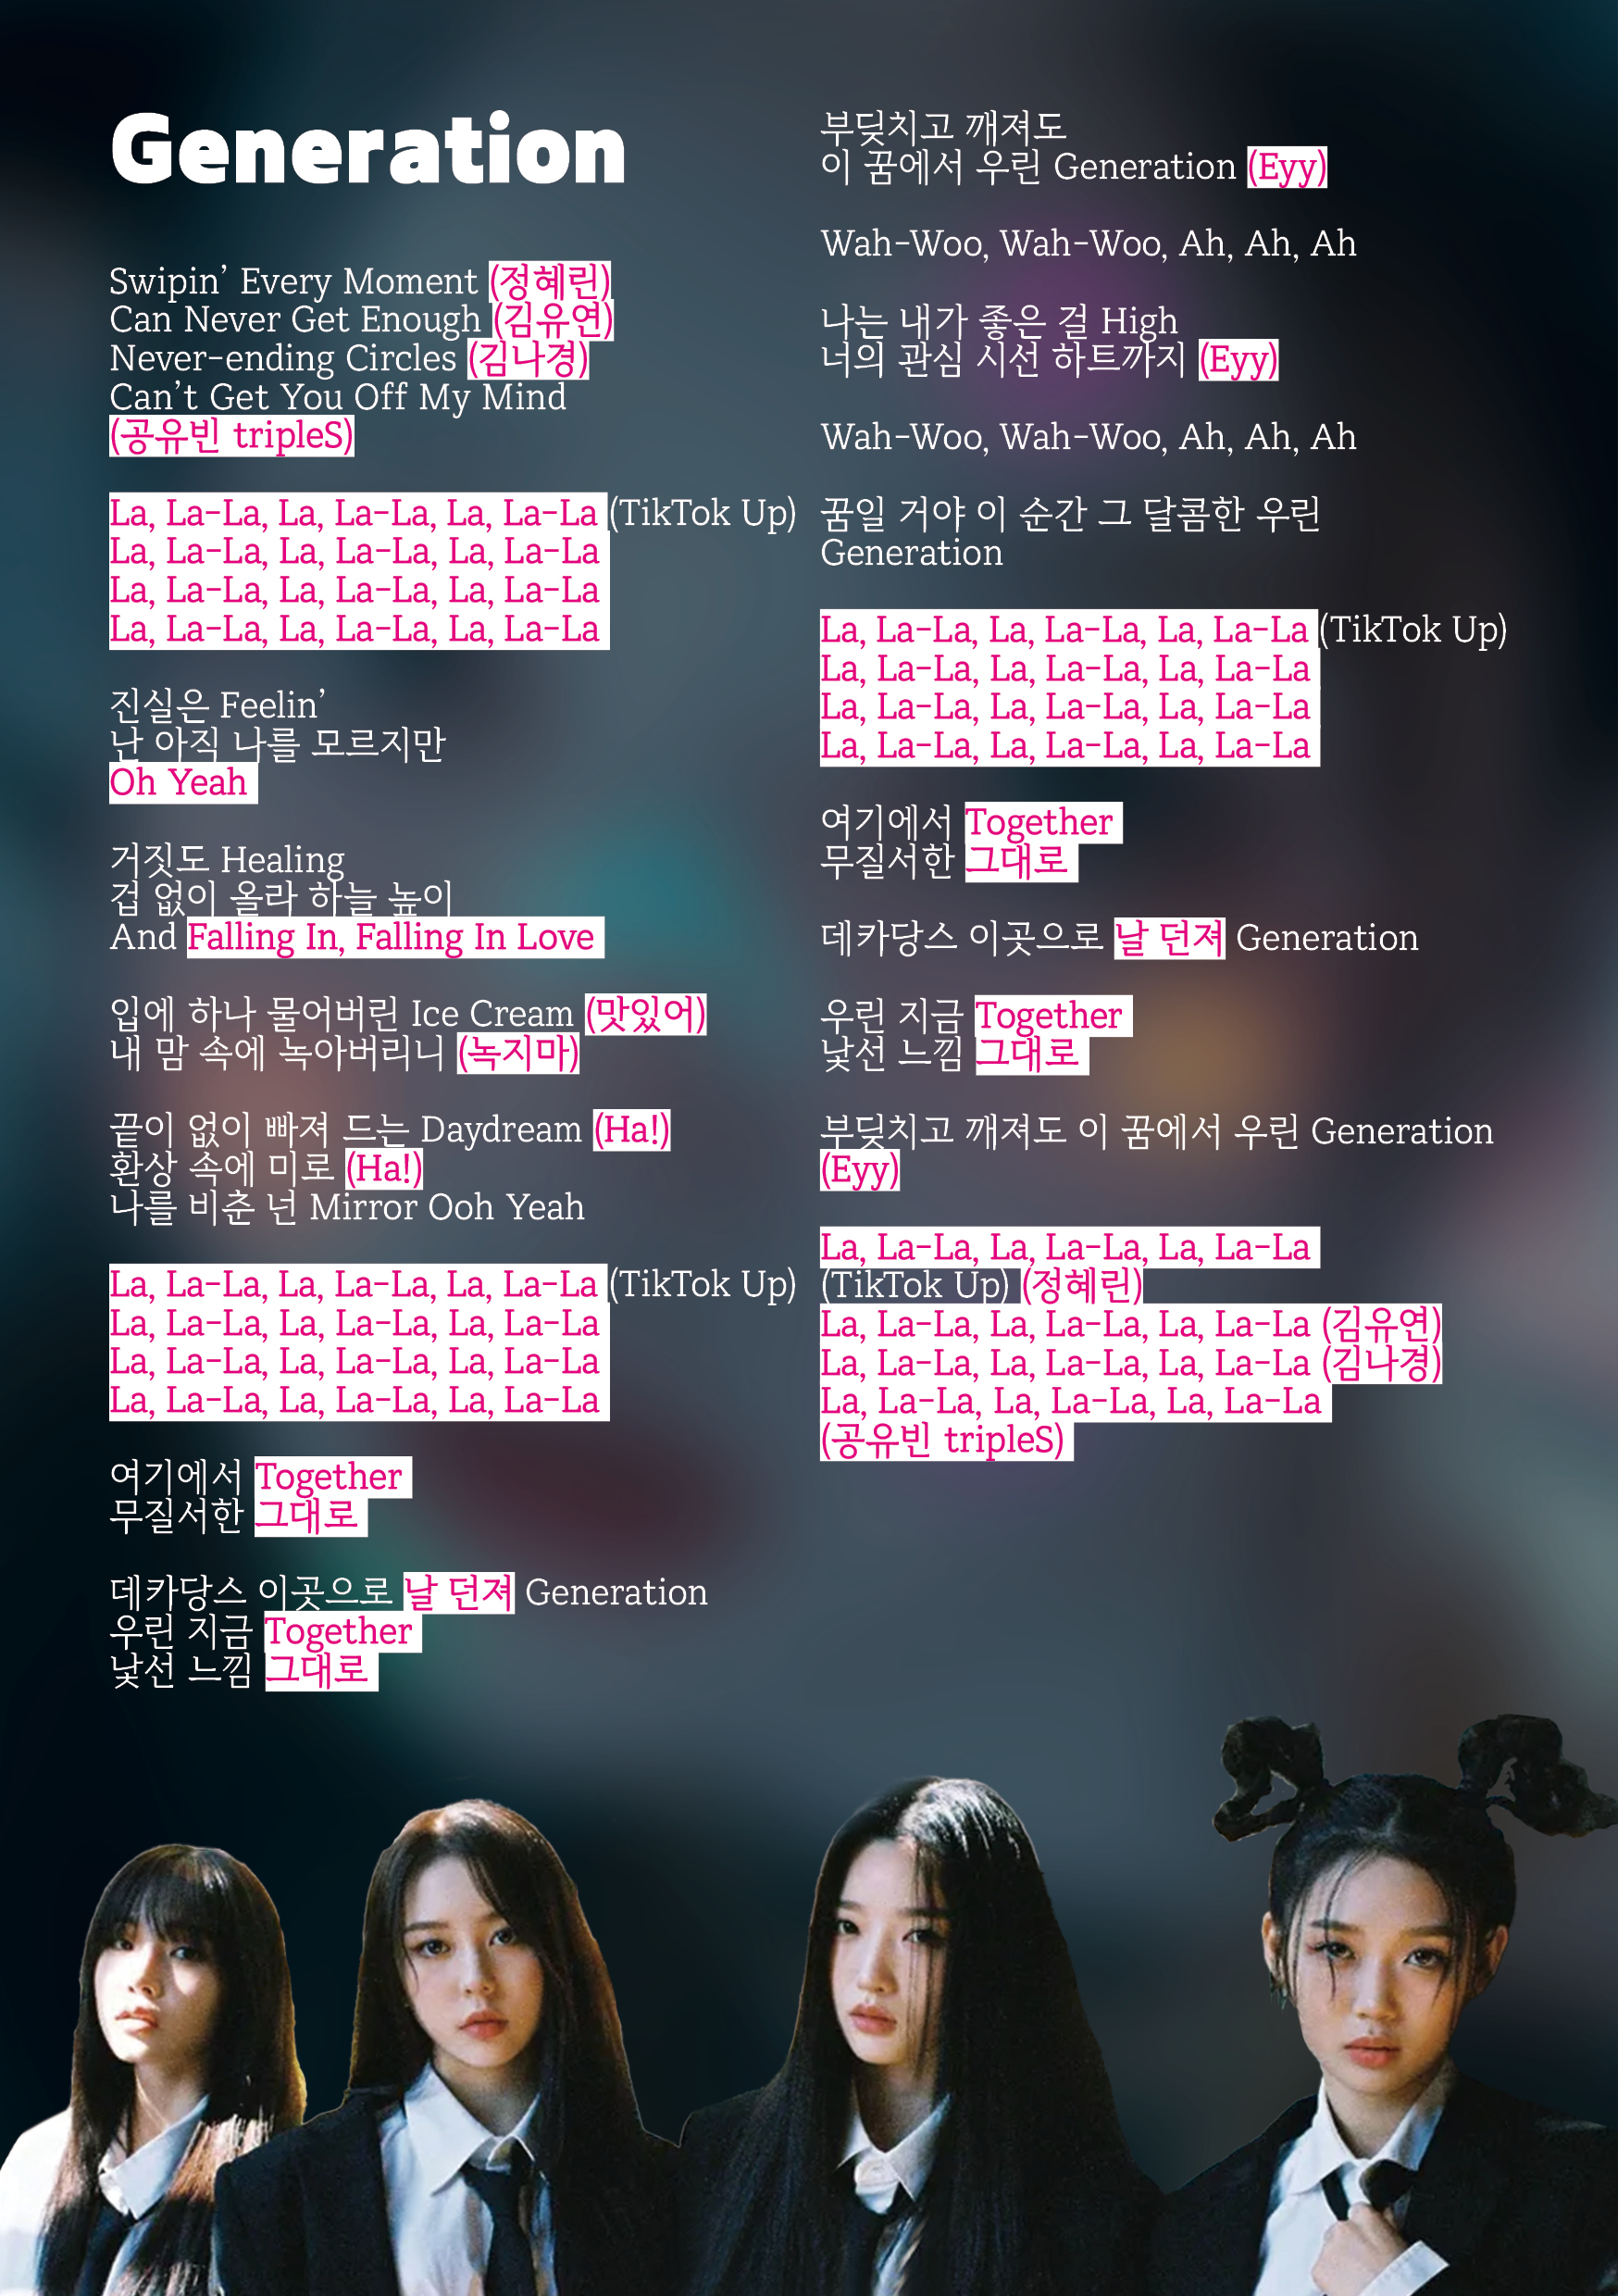 Generation
Swipin' Every Moment (정혜린)
Can Never Get Enough (김유연)
Never-ending Circles (김나경)
Can't Get You Off My Mind
(공유빈 tripleS)
La, La-La, La, La-La, La, La-La (TikTok Up)
La, La-La, La, La-La, La, La-La
La, La-La, La, La-La, La, La-La
La, La-La, La, La-La, La, La-La
진실은 Feelin'
난 아직 나를 모르지만
Oh Yeah
거짓도 Healing
겁 없이 올라 하늘 높이
And Falling In, Falling In Love
입에 하나 물어버린 Ice Cream (맛있어)
내 맘 속에 녹아버리니 (녹지마)
끝이 없이 빠져 드는 Daydream (Ha!)
환상 속에 미로 (Ha!)
나를 비춘 넌 Mirror Ooh Yeah
La, La-La, La, La-La, La, La-La (TikTok Up)
La, La-La, La, La-La, La, La-La
La, La-La, La, La-La, La, La-La
La, La-La, La, La-La, La, La-La
여기에서 Together
무질서한 그대로
데카당스 이곳으로 날 던져 Generation
우린 지금 Together
낯선 느낌 그대로
부딪치고 깨져도
이 꿈에서 우린 Generation (Eyy)
Wah-Woo, Wah-Woo, Ah, Ah, Ah
나는 내가 좋은 걸 High
너의 관심 시선 하트까지 (Eyy)
Wah-Woo, Wah-Woo, Ah, Ah, Ah
꿈일 거야 이 순간 그 달콤한 우린
Generation
La, La-La, La, La-La, La, La-La (TikTok Up)
La, La-La, La, La-La, La, La-La
La, La-La, La, La-La, La, La-La
La, La-La, La, La-La, La, La-La
여기에서 Together
무질서한 그대로
데카당스 이곳으로 날 던져 Generation
우린 지금 Together
낯선 느낌 그대로
부딪치고 깨져도 이 꿈에서 우린 Generation
(Eyy)
La, La-La, La, La-La, La, La-La
(TikTok Up) (정혜린)
La, La-La, La, La-La, La, La-La (김유연)
La, La-La, La, La-La, La, La-La (김나경)
La, La-La, La, La-La, La, La-La
(공유빈 tripleS)